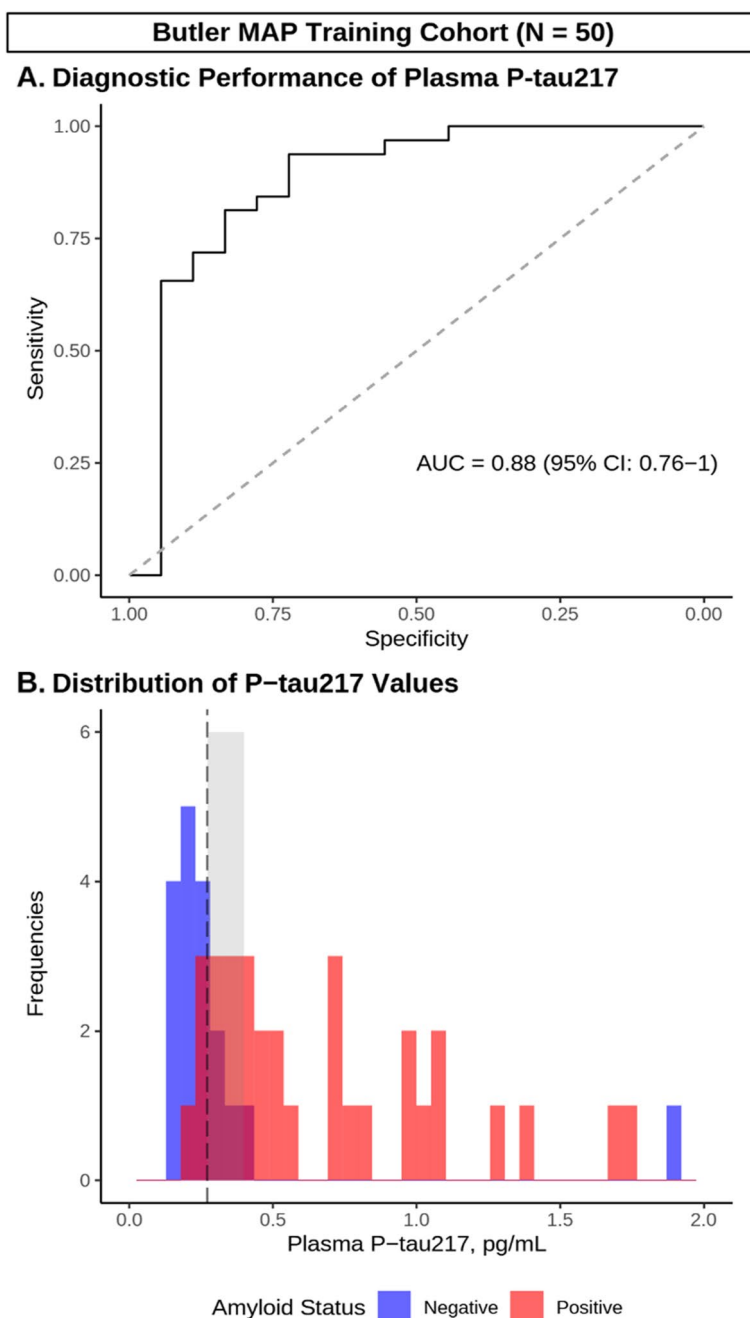 Butler MAP Training Cohort (N = 50)
A. Diagnostic Performance of Plasma P-tau217
1.00
0.75
0.50
0.25
0.00
Sensitivity
AUC = 0.88 (95% CI: 0.76−1)
1.00 0.75 0.50 0.25 0.00
Specificity
B. Distribution of P−tau217 Values
6
4
2
0
Frequencies
0.0 0.5 1.0 1.5 2.0
Plasma P−tau217, pg/mL
Amyloid Status Negative Positive